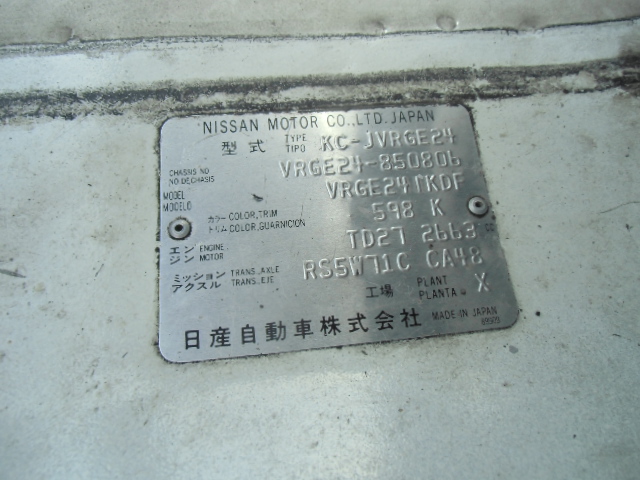 NISSAN MOTOR CO.,LTD. JAPAN
型式 TYPE TIPO KC-JVRGE24
CHASSIS NO NO DECHASIS VRGE24-850806
MODEL MODELO VRGE241KDF
カラー COLOR,TRIM 598 K
トリム COLOR,GUARNICION
エンジン ENGINE MOTOR TD27 2663 cc
ミッション TRANS.,AXLE RS5W71C CA48
アクスル TRANS.,EJE
工場 PLANT PLANTA X
日産自動車株式会社 MADE IN JAPAN